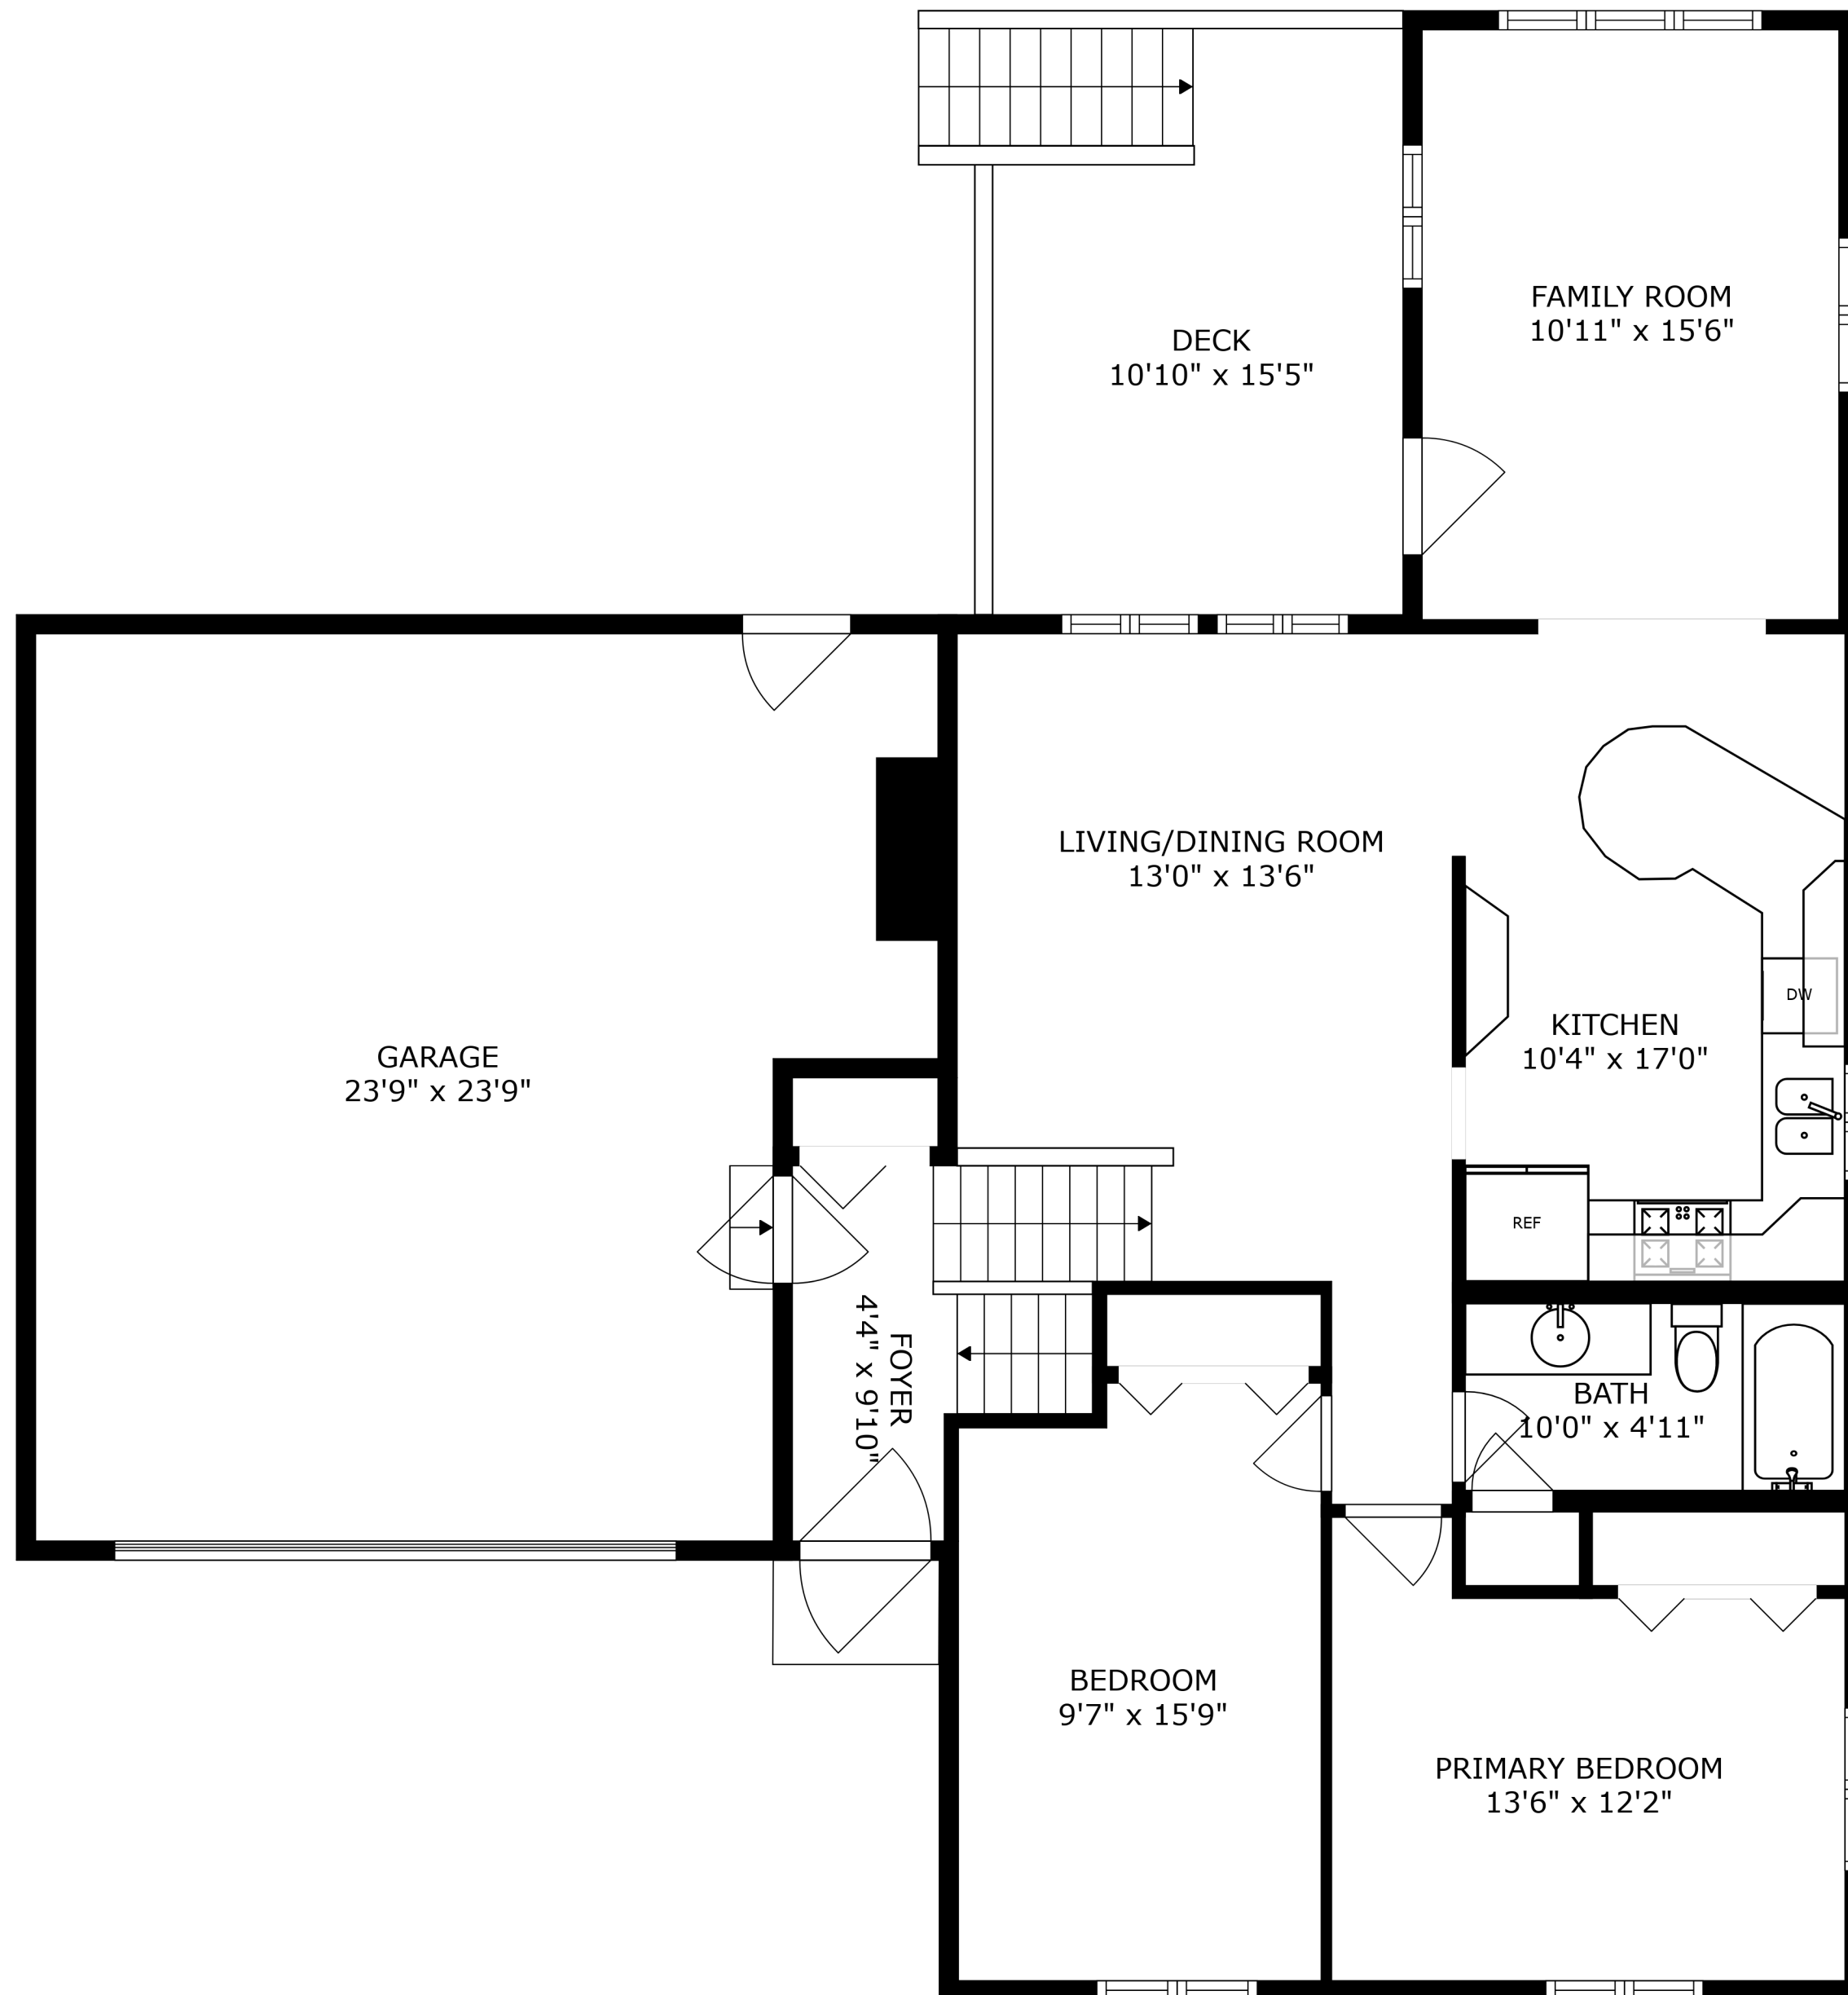 FAMILY ROOM
10'11" x 15'6"
DECK
10'10" x 15'5"
LIVING/DINING ROOM
13'0" x 13'6"
DW
KITCHEN
10'4" x 17'0"
GARAGE
23'9" x 23'9"
REF
FOYER
4'4" x 9'10"
BATH
10'0" x 4'11"
BEDROOM
9'7" x 15'9"
PRIMARY BEDROOM
13'6" x 12'2"